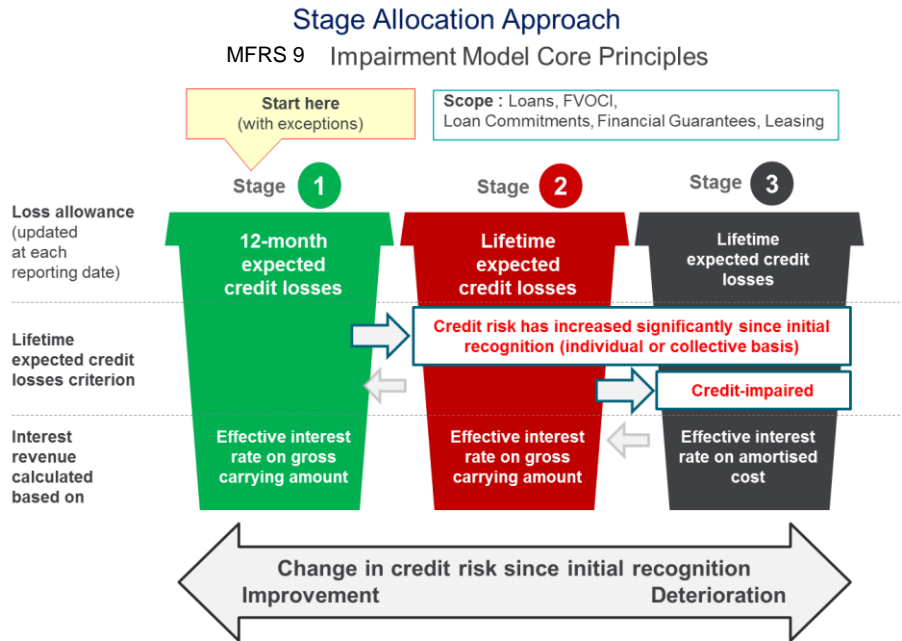 Stage Allocation Approach
MFRS 9 Impairment Model Core Principles
Start here
(with exceptions)
Scope : Loans, FVOCI,
Loan Commitments, Financial Guarantees, Leasing
Stage 1
Stage 2
Stage 3
Loss allowance
(updated
at each
reporting date)
12-month
expected
credit losses
Lifetime
expected
credit losses
Lifetime
expected credit
losses
Lifetime
expected credit
losses criterion
Credit risk has increased significantly since initial
recognition (individual or collective basis)
Credit-impaired
Interest
revenue
calculated
based on
Effective interest
rate on gross
carrying amount
Effective interest
rate on gross
carrying amount
Effective interest
rate on amortised
cost
Change in credit risk since initial recognition
Improvement Deterioration